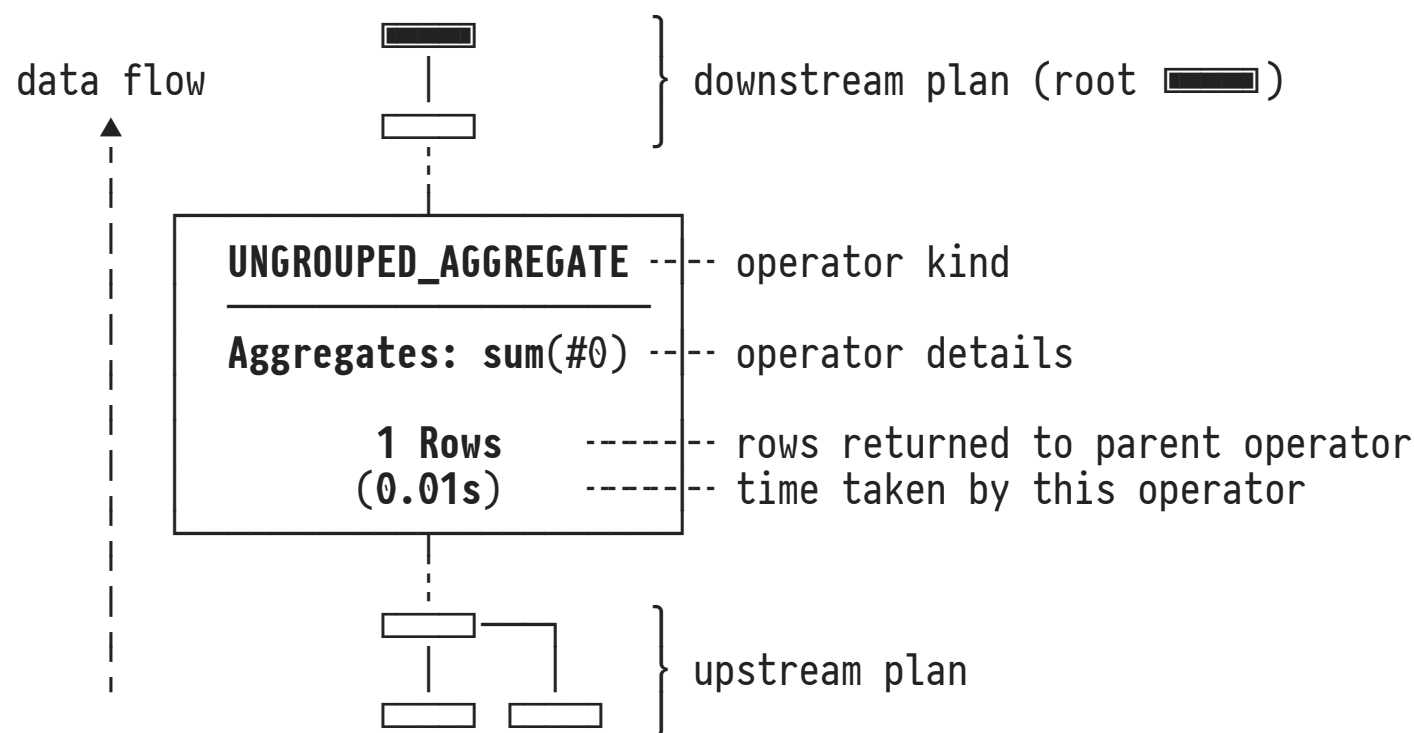 data flow
downstream plan (root )
UNGROUPED_AGGREGATE
operator kind
Aggregates: sum(#0)
operator details
1 Rows
rows returned to parent operator
(0.01s)
time taken by this operator
upstream plan